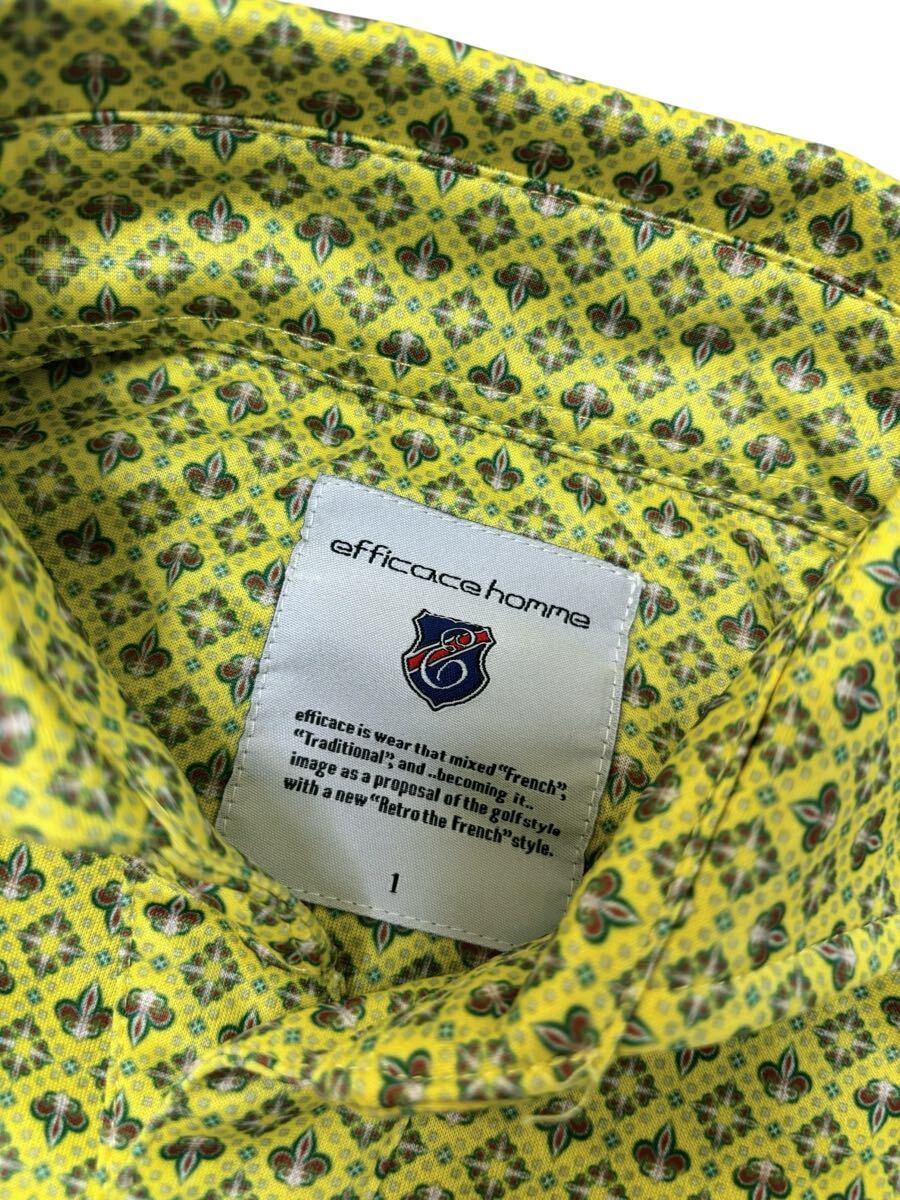 efficace homme
efficace is wear that mixed "French",
"Traditional", and ..becoming it..
image as a proposal of the golf style
with a new "Retro the French" style.
1